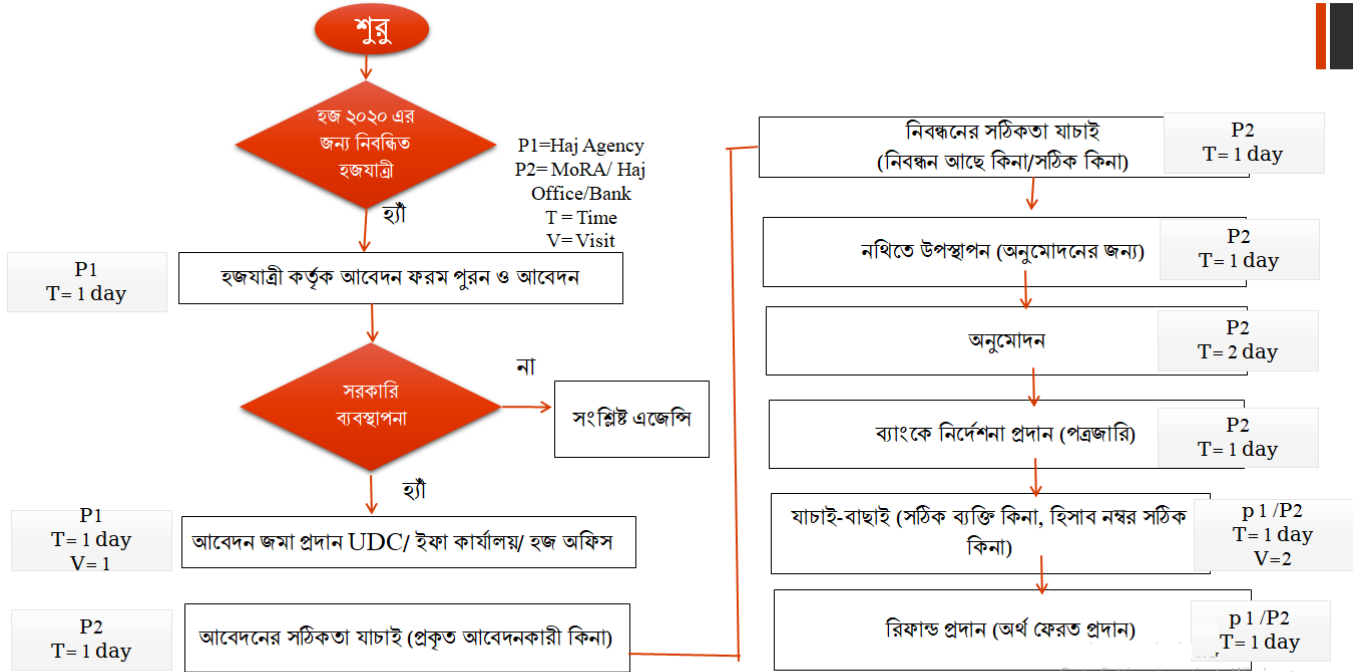 শুরু
হজ ২০২০ এর
জন্য নিবন্ধিত
হজযাত্রী
P1=Haj Agency
P2= MoRA/ Haj
Office/Bank
T = Time
V= Visit
হ্যাঁ
P1
T= 1 day
হজযাত্রী কর্তৃক আবেদন ফরম পুরন ও আবেদন
সরকারি
ব্যবস্থাপনা
না
সংশ্লিষ্ট এজেন্সি
হ্যাঁ
P1
T= 1 day
V= 1
আবেদন জমা প্রদান UDC/ ইফা কার্যালয়/ হজ অফিস
P2
T= 1 day
আবেদনের সঠিকতা যাচাই (প্রকৃত আবেদনকারী কিনা)
নিবন্ধনের সঠিকতা যাচাই
(নিবন্ধন আছে কিনা/সঠিক কিনা)
P2
T= 1 day
নথিতে উপস্থাপন (অনুমোদনের জন্য)
P2
T= 1 day
অনুমোদন
P2
T= 2 day
ব্যাংকে নির্দেশনা প্রদান (পত্রজারি)
P2
T= 1 day
যাচাই-বাছাই (সঠিক ব্যক্তি কিনা, হিসাব নম্বর সঠিক
কিনা)
p 1 /P2
T= 1 day
V=2
রিফান্ড প্রদান (অর্থ ফেরত প্রদান)
p 1 /P2
T= 1 day